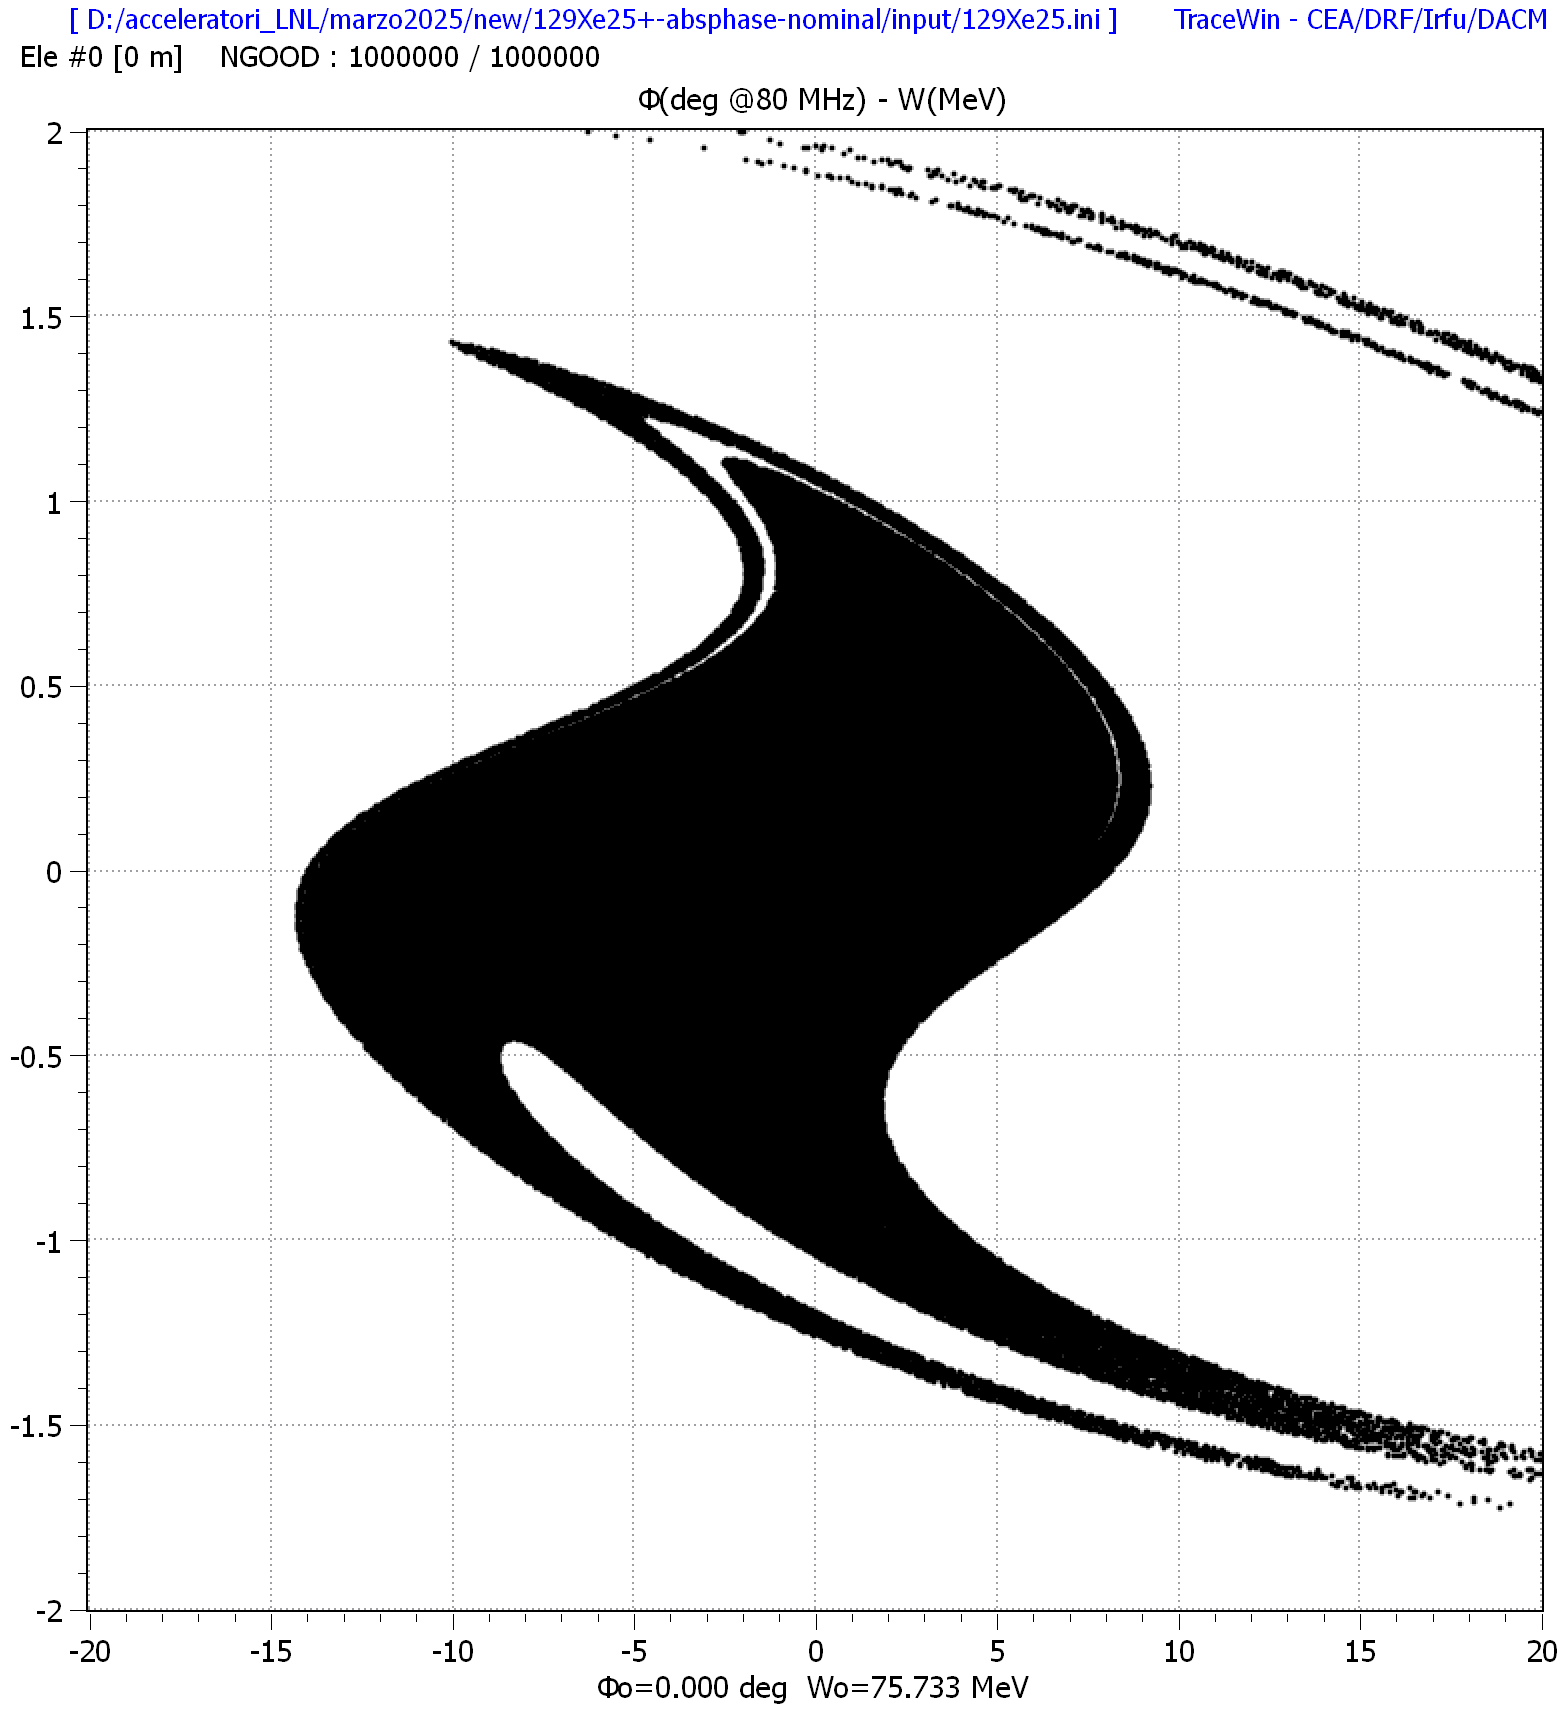 [ D:/acceleratori_LNL/marzo2025/new/129Xe25+-absphase-nominal/input/129Xe25.ini ] TraceWin - CEA/DRF/Irfu/DACM
Ele #0 [0 m] NGOOD : 1000000 / 1000000
Φ(deg @80 MHz) - W(MeV)
2
1.5
1
0.5
0
-0.5
-1
-1.5
-2
-20 -15 -10 -5 0 5 10 15 20
Φo=0.000 deg Wo=75.733 MeV